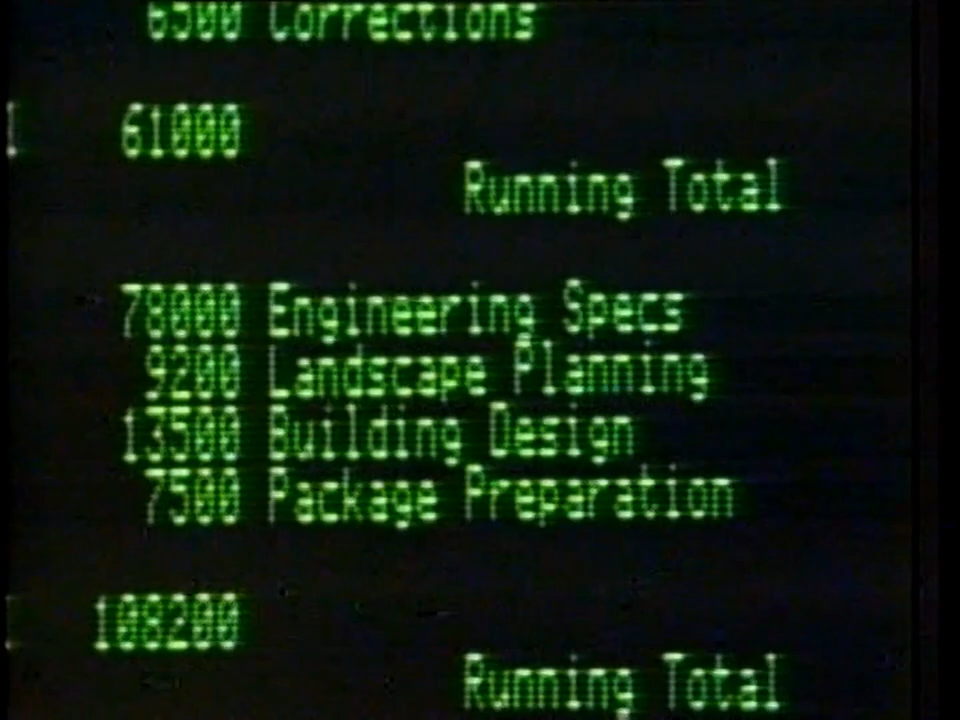 6500 Corrections
61000
Running Total
78000 Engineering Specs
9200 Landscape Planning
13500 Building Design
7500 Package Preparation
108200
Running Total